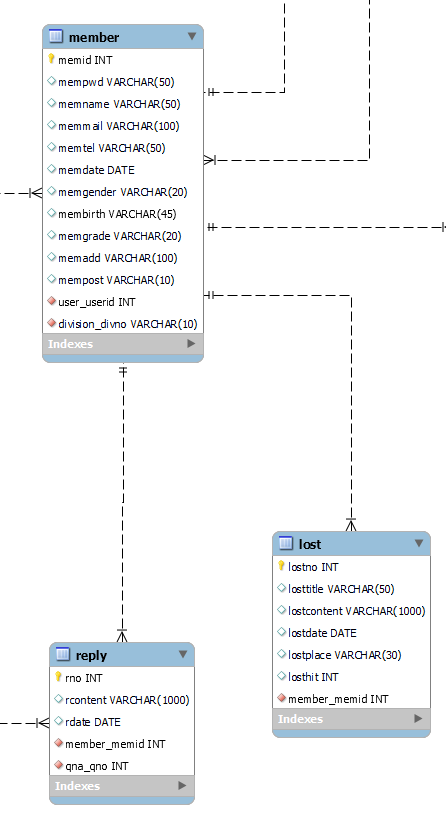 member
memid INT
mempwd VARCHAR(50)
memname VARCHAR(50)
memmail VARCHAR(100)
memtel VARCHAR(50)
memdate DATE
memgender VARCHAR(20)
membirth VARCHAR(45)
memgrade VARCHAR(20)
memadd VARCHAR(100)
mempost VARCHAR(10)
user_userid INT
division_divno VARCHAR(10)
Indexes
lost
lostno INT
losttitle VARCHAR(50)
lostcontent VARCHAR(1000)
lostdate DATE
lostplace VARCHAR(30)
losthit INT
member_memid INT
Indexes
reply
rno INT
rcontent VARCHAR(1000)
rdate DATE
member_memid INT
qna_qno INT
Indexes